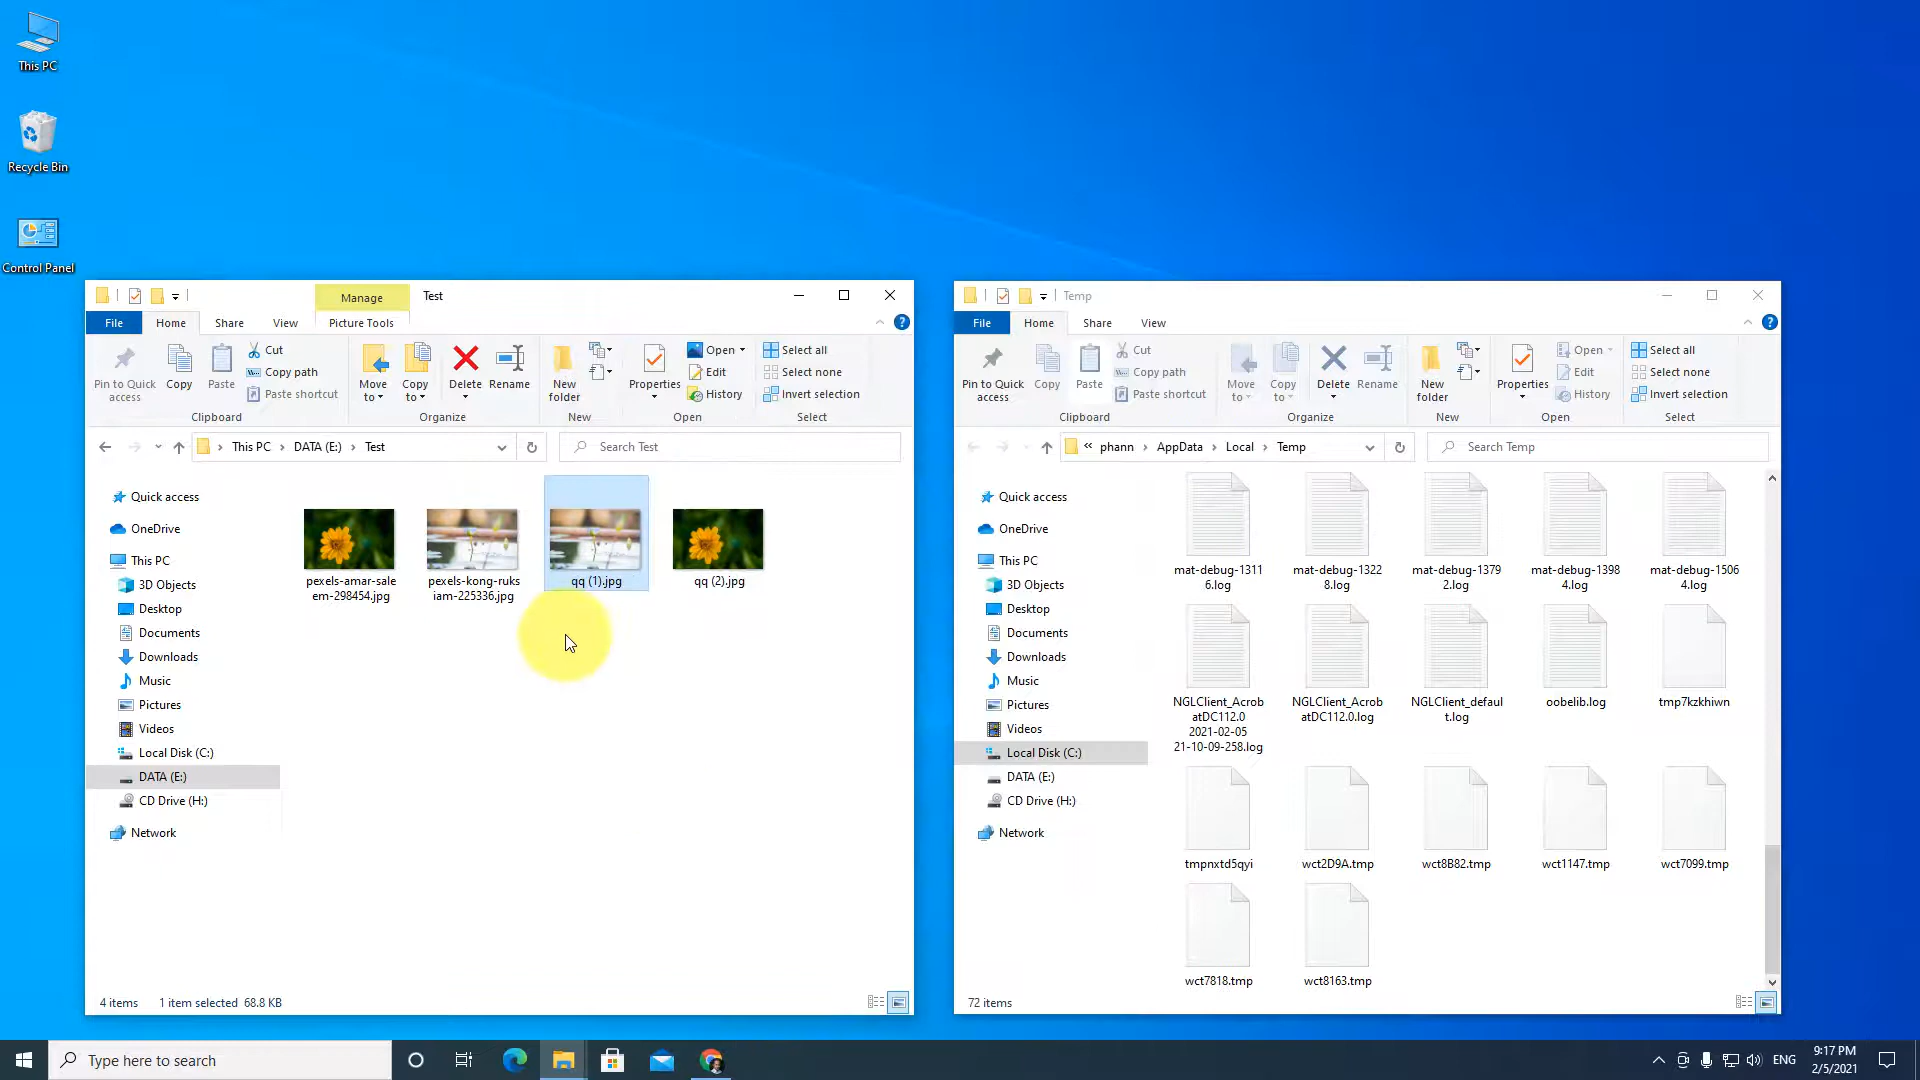 This PC
Recycle Bin
Control Panel
Manage
Test
File
Home
Share
View
Picture Tools
Pin to Quick access
Copy
Paste
Cut
Copy path
Paste shortcut
Clipboard
Move to
Copy to
Delete
Rename
Organize
New folder
New
Properties
Open
Edit
History
Open
Select all
Select none
Invert selection
Select
This PC
DATA (E:)
Test
Search Test
Quick access
OneDrive
This PC
3D Objects
Desktop
Documents
Downloads
Music
Pictures
Videos
Local Disk (C:)
DATA (E:)
CD Drive (H:)
Network
pexels-amar-sale
em-298454.jpg
pexels-kong-ruks
iam-225336.jpg
qq (1).jpg
qq (2).jpg
4 items
1 item selected 68.8 KB
Temp
File
Home
Share
View
Pin to Quick access
Copy
Paste
Cut
Copy path
Paste shortcut
Clipboard
Move to
Copy to
Delete
Rename
Organize
New folder
New
Properties
Open
Edit
History
Open
Select all
Select none
Invert selection
Select
« phann
AppData
Local
Temp
Search Temp
Quick access
OneDrive
This PC
3D Objects
Desktop
Documents
Downloads
Music
Pictures
Videos
Local Disk (C:)
DATA (E:)
CD Drive (H:)
Network
mat-debug-1311
6.log
mat-debug-1322
8.log
mat-debug-1379
2.log
mat-debug-1398
4.log
mat-debug-1506
4.log
NGLClient_Acrob
atDC112.0
2021-02-05
21-10-09-258.log
NGLClient_Acrob
atDC112.0.log
NGLClient_defaul
t.log
oobelib.log
tmp7kzkhiwn
tmpnxtd5qyi
wct2D9A.tmp
wct8B82.tmp
wct1147.tmp
wct7099.tmp
wct7818.tmp
wct8163.tmp
72 items
Type here to search
ENG
9:17 PM
2/5/2021